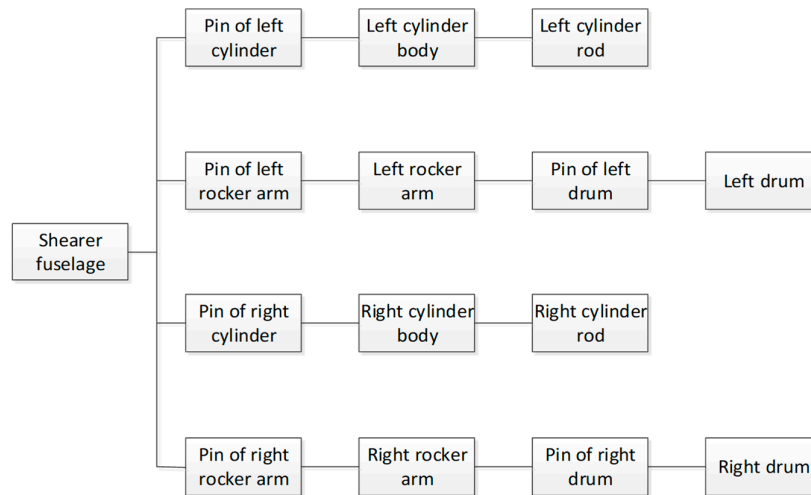 Pin of left
cylinder
Left cylinder
body
Left cylinder
rod
Pin of left
rocker arm
Left rocker
arm
Pin of left
drum
Left drum
Shearer
fuselage
Pin of right
cylinder
Right cylinder
body
Right cylinder
rod
Pin of right
rocker arm
Right rocker
arm
Pin of right
drum
Right drum